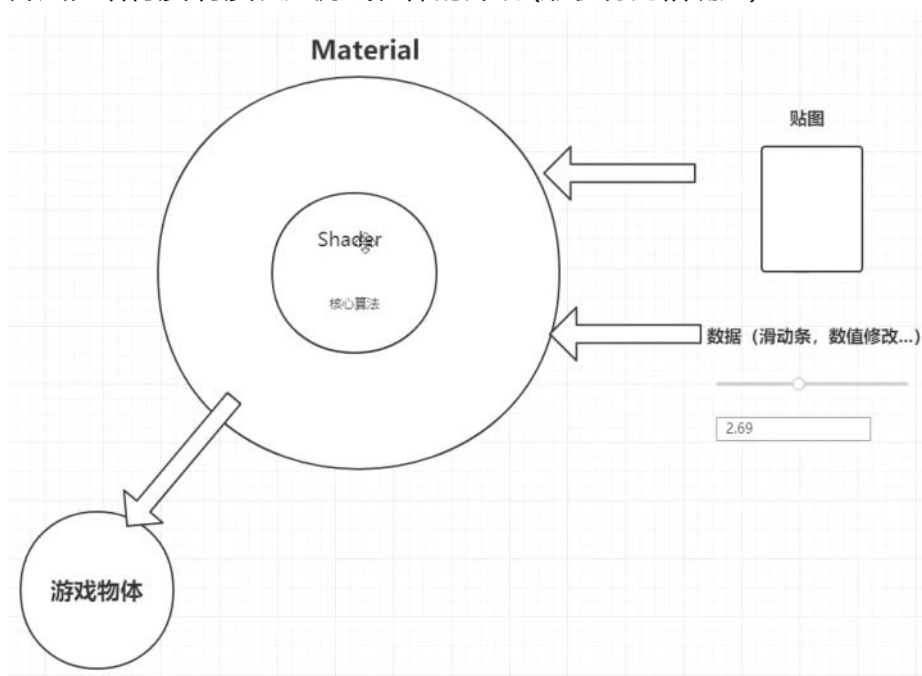 Material
贴图
Shader
核心算法
数据（滑动条，数值修改...）
2.69
游戏物体